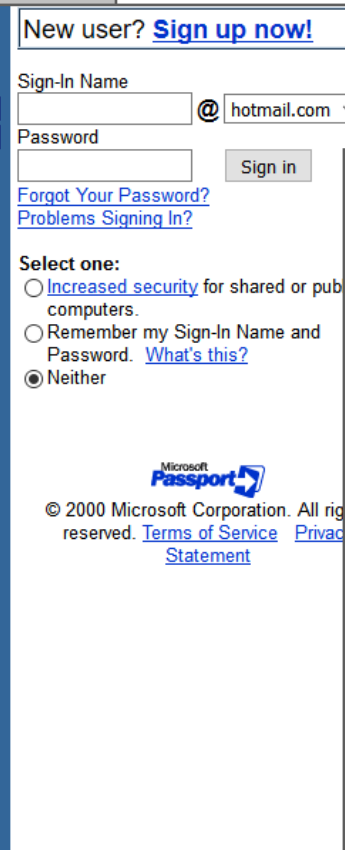 New user? Sign up now!
Sign-In Name
@ hotmail.com
Password
Sign in
Forgot Your Password?
Problems Signing In?
Select one:
Increased security for shared or pub
computers.
Remember my Sign-In Name and
Password. What's this?
Neither
Microsoft
Passport
© 2000 Microsoft Corporation. All rig
reserved. Terms of Service Privac
Statement